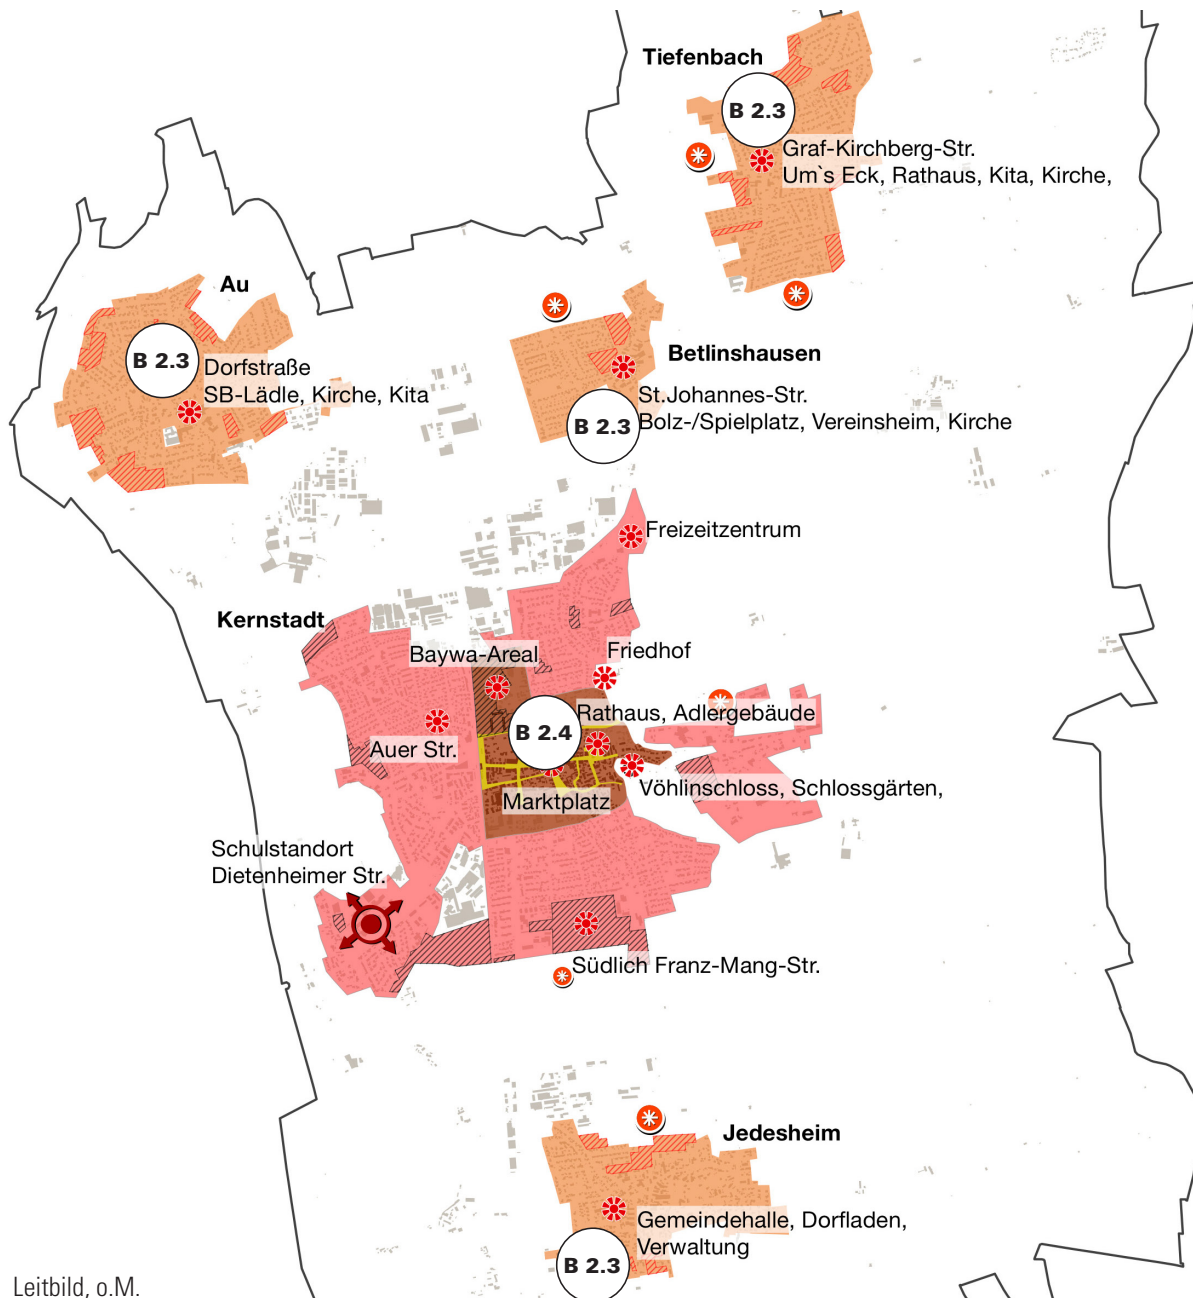 Tiefenbach
B 2.3
Graf-Kirchberg-Str.
Um`s Eck, Rathaus, Kita, Kirche,
Au
B 2.3
Dorfstraße
SB-Lädle, Kirche, Kita
Betlinshausen
St.Johannes-Str.
B 2.3
Bolz-/Spielplatz, Vereinsheim, Kirche
Freizeitzentrum
Kernstadt
Baywa-Areal
Friedhof
Rathaus, Adlergebäude
B 2.4
Auer Str.
Vöhlinschloss, Schlossgärten,
Marktplatz
Schulstandort
Dietenheimer Str.
Südlich Franz-Mang-Str.
Jedesheim
Gemeindehalle, Dorfladen,
Verwaltung
B 2.3
Leitbild, o.M.